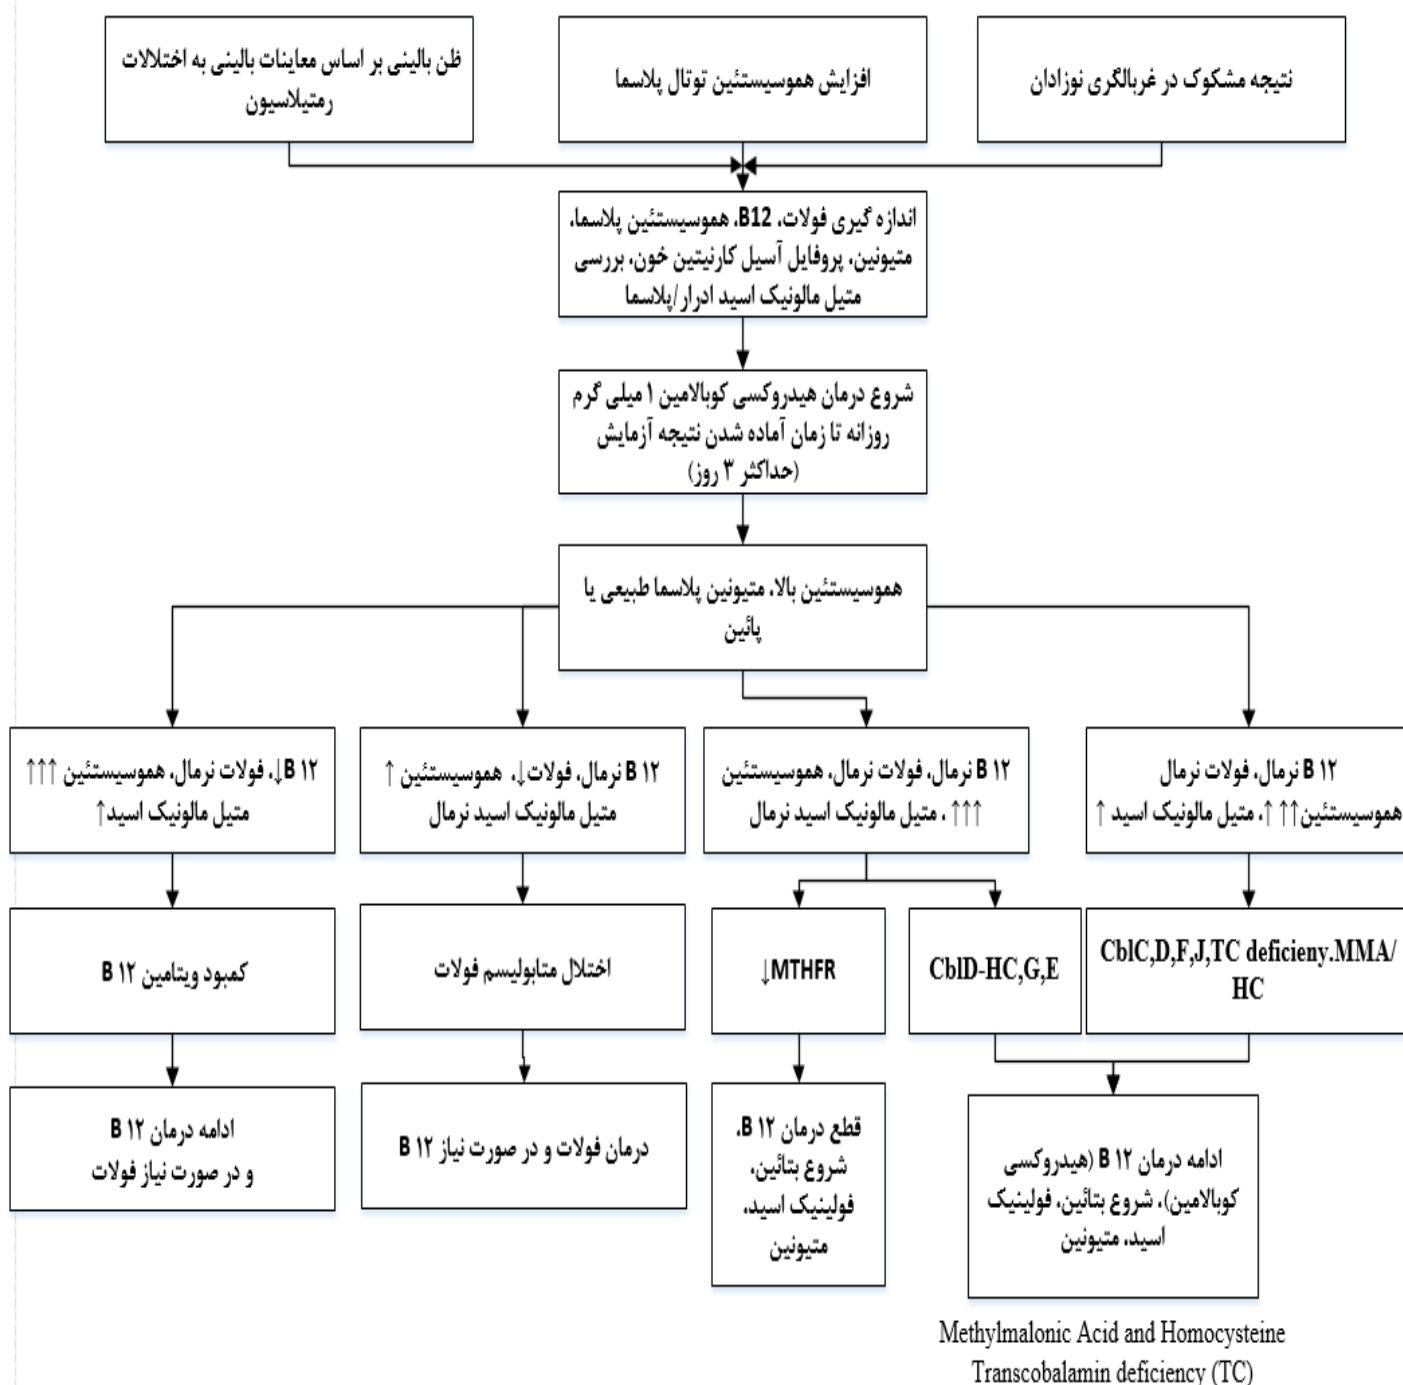 نتیجه مشکوک در غربالگری نوزادان
افزایش هموسیستئین توتال پلاسما
ظن بالینی بر اساس معاینات بالینی به اختلالات
رمتیلاسیون
اندازه گیری فولات، B12، هموسیستئین پلاسما،
متیونین، پروفایل آسیل کارنیتین خون، بررسی
متیل مالونیک اسید ادرار/پلاسما
شروع درمان هیدروکسی کوبالامین ۱ میلی گرم
روزانه تا زمان آماده شدن نتیجه آزمایش
(حداکثر ۳ روز)
هموسیستئین بالا، متیونین پلاسما طبیعی یا
پائین
B ۱۲ نرمال، فولات نرمال
هموسیستئین↑↑ ↑، متیل مالونیک اسید ↑
B ۱۲ نرمال، فولات نرمال، هموسیستئین
↑↑↑ ، متیل مالونیک اسید نرمال
B ۱۲ نرمال، فولات↓، هموسیستئین ↑
متیل مالونیک اسید نرمال
B ۱۲↓، فولات نرمال، هموسیستئین ↑↑↑
متیل مالونیک اسید↑
CblC,D,F,J,TC deficieny.MMA/
HC
CblD-HC,G,E
↓MTHFR
اختلال متابولیسم فولات
کمبود ویتامین B ۱۲
ادامه درمان B ۱۲ (هیدروکسی
کوبالامین)، شروع بتائین، فولینیک
اسید، متیونین
قطع درمان B ۱۲،
شروع بتائین،
فولینیک اسید،
متیونین
درمان فولات و در صورت نیاز B ۱۲
ادامه درمان B ۱۲
و در صورت نیاز فولات
Methylmalonic Acid and Homocysteine
Transcobalamin deficiency (TC)